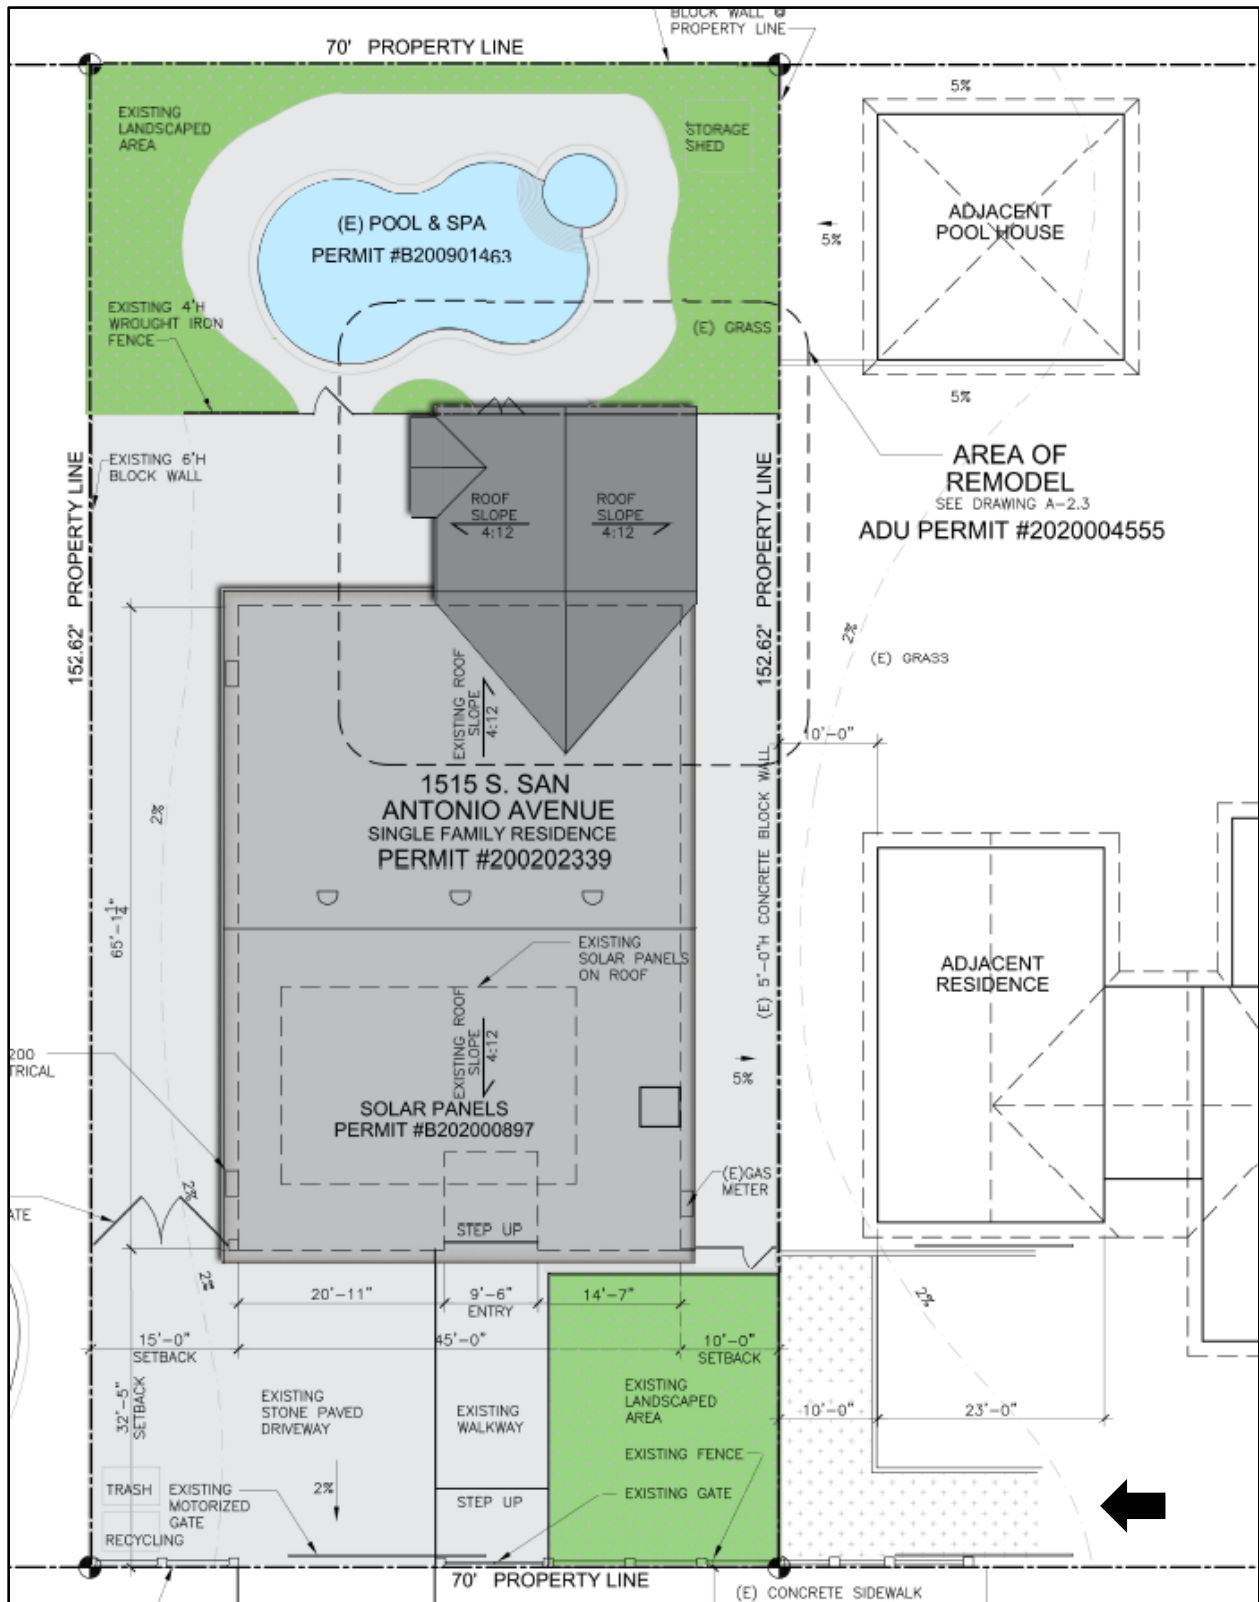 BLOCK WALL @
PROPERTY LINE
70' PROPERTY LINE
5%
EXISTING
LANDSCAPED
AREA
STORAGE
SHED
ADJACENT
POOL HOUSE
5%
(E) POOL & SPA
PERMIT #B200901463
EXISTING 4'H
WROUGHT IRON
FENCE
(E) GRASS
5%
AREA OF
REMODEL
SEE DRAWING A-2.3
ADU PERMIT #2020004555
EXISTING 6'H
BLOCK WALL
152.62' PROPERTY LINE
ROOF
SLOPE
4:12
ROOF
SLOPE
4:12
152.62' PROPERTY LINE
2%
(E) GRASS
EXISTING ROOF
SLOPE
4:12
10'-0"
1515 S. SAN
ANTONIO AVENUE
SINGLE FAMILY RESIDENCE
PERMIT #200202339
2%
65'-1 1/4"
(E) 5'-0"H CONCRETE BLOCK WALL
EXISTING
SOLAR PANELS
ON ROOF
ADJACENT
RESIDENCE
EXISTING ROOF
SLOPE
4:12
200
TRICAL
5%
SOLAR PANELS
PERMIT #B202000897
(E)GAS
METER
2%
ATE
STEP UP
2%
2%
20'-11"
9'-6"
ENTRY
14'-7"
15'-0"
SETBACK
45'-0"
10'-0"
SETBACK
32'-5"
SETBACK
EXISTING
STONE PAVED
DRIVEWAY
EXISTING
WALKWAY
EXISTING
LANDSCAPED
AREA
10'-0"
23'-0"
EXISTING FENCE
TRASH
EXISTING
MOTORIZED
GATE
2%
STEP UP
EXISTING GATE
RECYCLING
70' PROPERTY LINE
(E) CONCRETE SIDEWALK